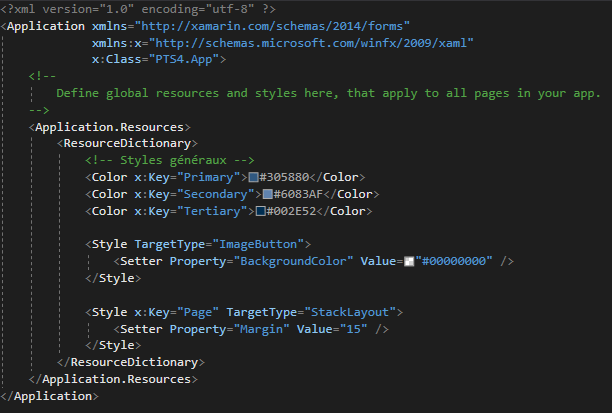 <?xml version="1.0" encoding="utf-8" ?>
<Application xmlns="http://xamarin.com/schemas/2014/forms"
             xmlns:x="http://schemas.microsoft.com/winfx/2009/xaml"
             x:Class="PTS4.App">
    <!--
        Define global resources and styles here, that apply to all pages in your app.
    -->
    <Application.Resources>
        <ResourceDictionary>
            <!-- Styles généraux -->
            <Color x:Key="Primary">#305880</Color>
            <Color x:Key="Secondary">#6083AF</Color>
            <Color x:Key="Tertiary">#002E52</Color>

            <Style TargetType="ImageButton">
                <Setter Property="BackgroundColor" Value="#00000000" />
            </Style>

            <Style x:Key="Page" TargetType="StackLayout">
                <Setter Property="Margin" Value="15" />
            </Style>
        </ResourceDictionary>
    </Application.Resources>
</Application>